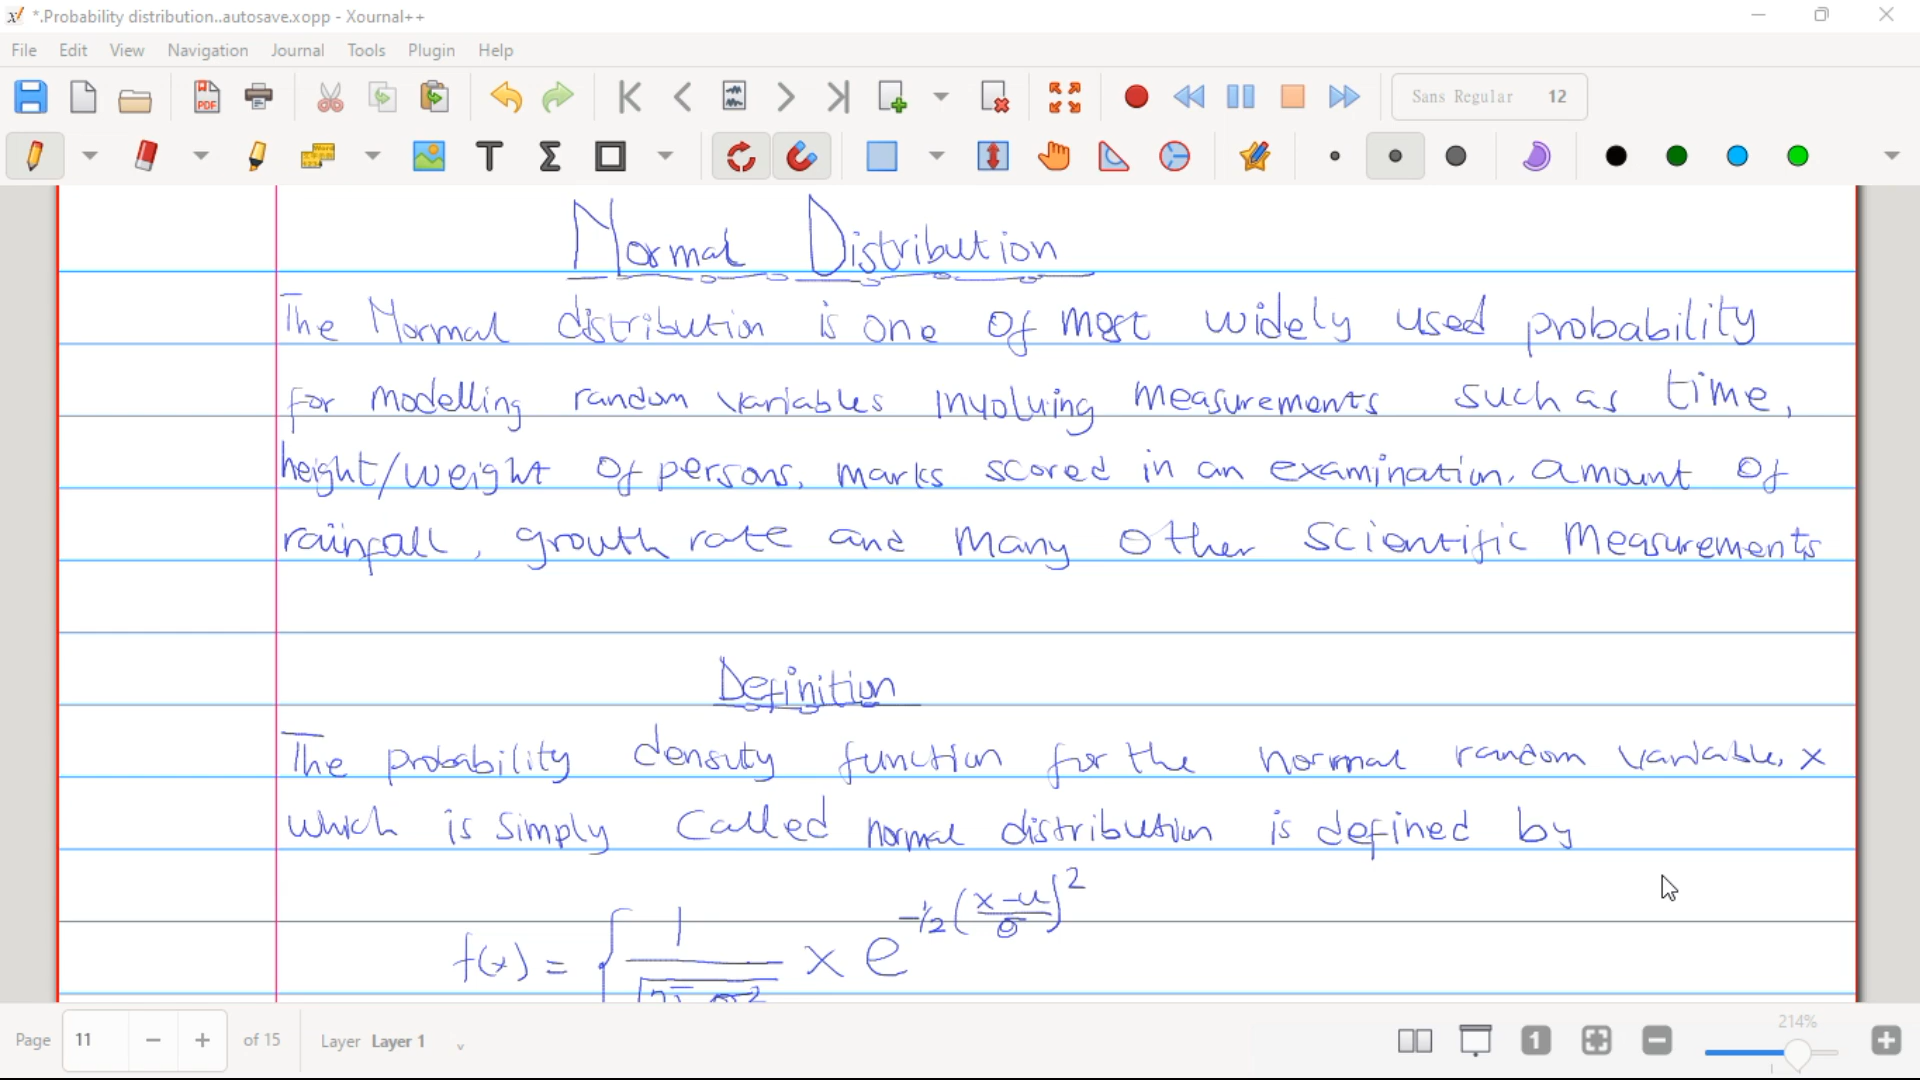 *.Probability distribution..autosave.xopp - Xournal++
File Edit View Navigation Journal Tools Plugin Help
Sans Regular 12
Normal Distribution
The Normal distribution is one of most widely used probability
for modelling random variables involving measurements such as time,
height/weight of persons, marks scored in an examination, amount of
rainfall, growth rate and many other scientific measurements
Definition
The probability density function for the normal random variable, x
which is simply called normal distribution is defined by
f(x) = { 1/√(2π σ²) × e^(-1/2 ((x-μ)/σ)²)
Page 11 of 15 Layer Layer 1 214%